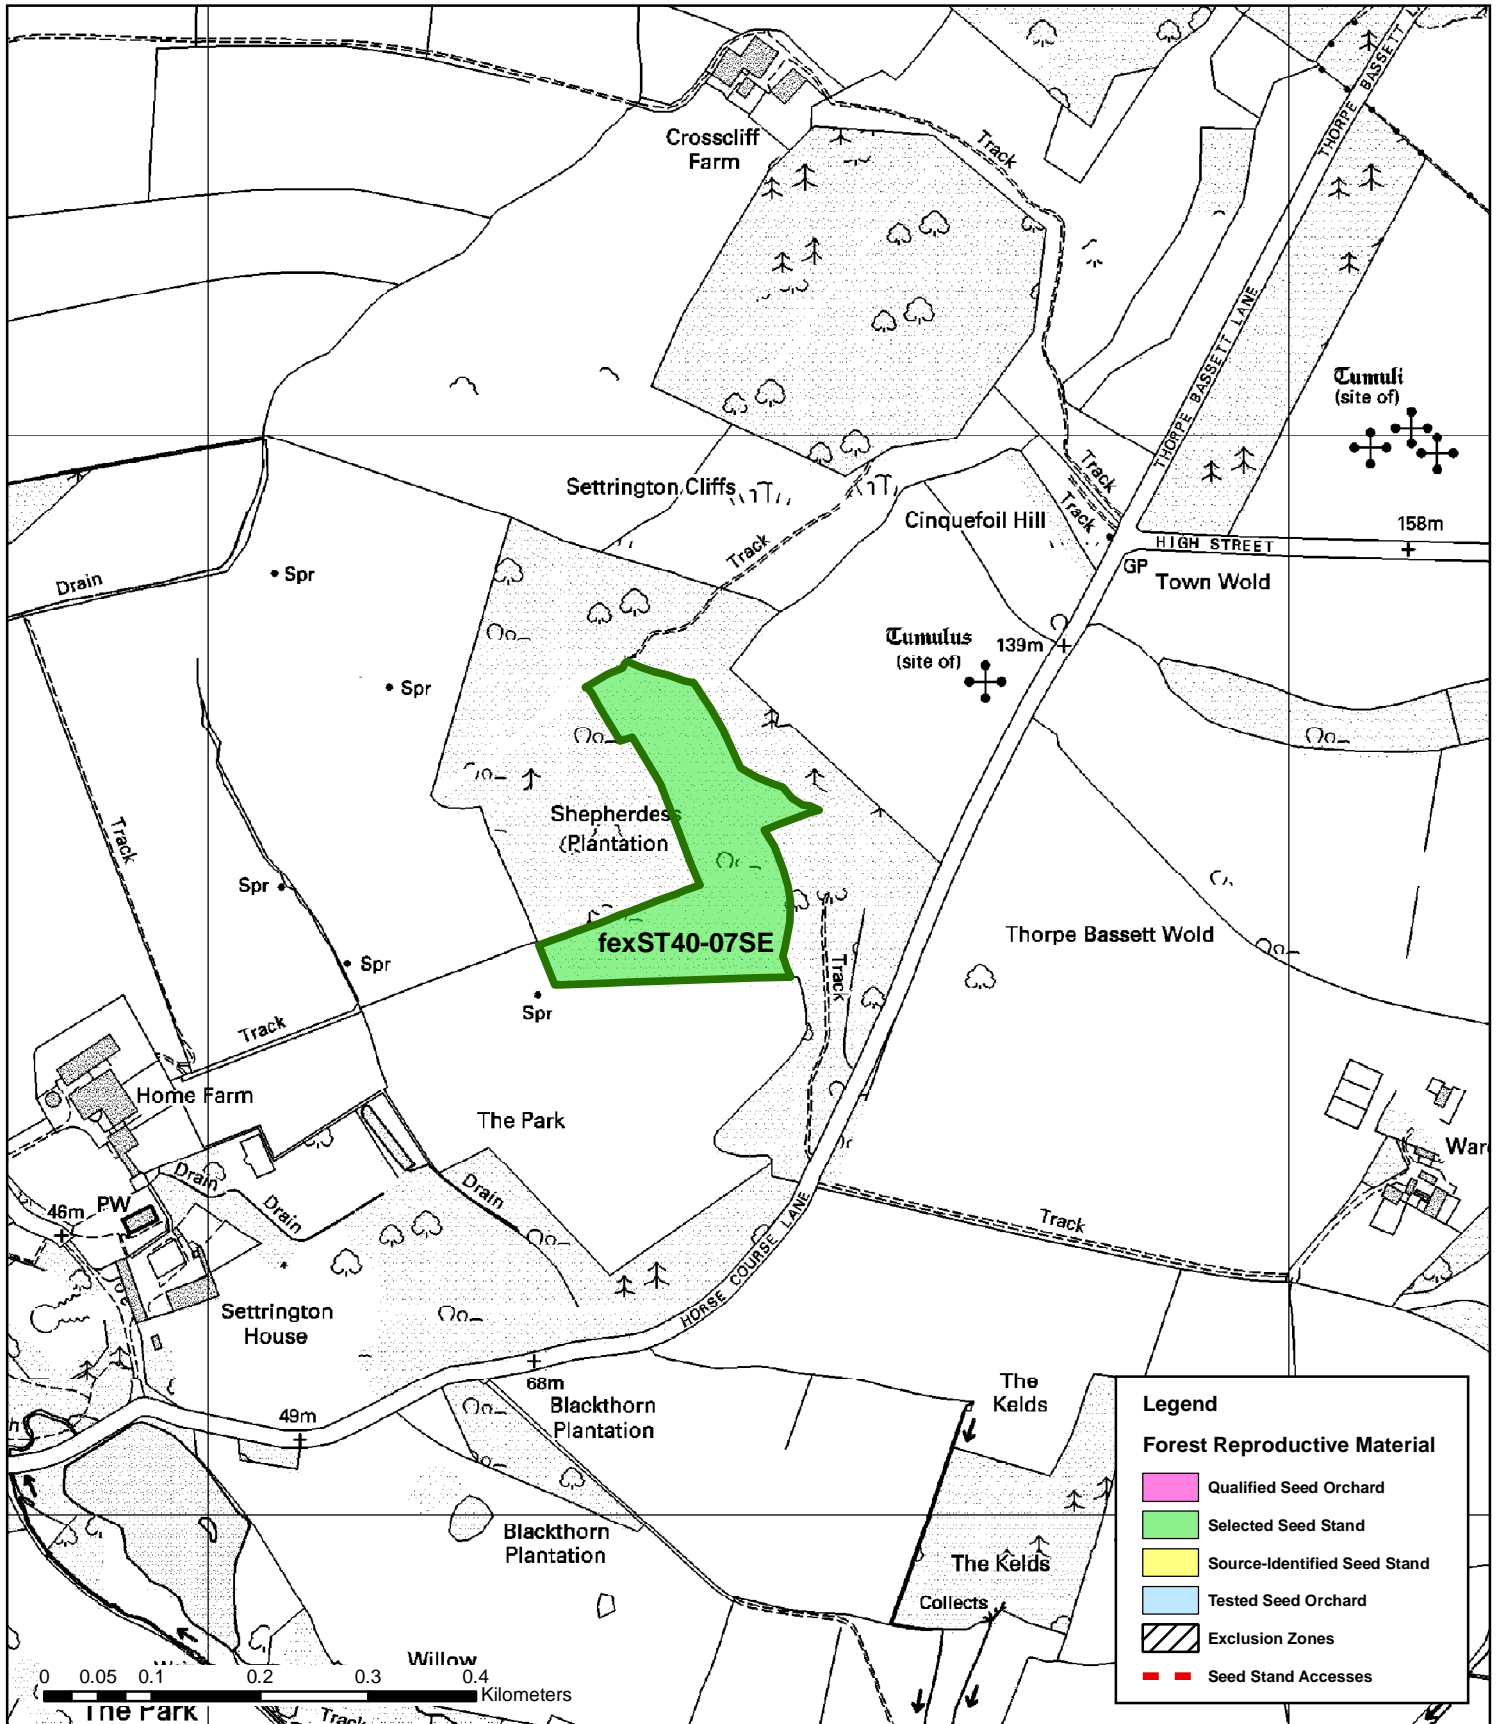 THORPE BASSETT L
Crosscliff
Farm
Track
THORPE BASSETT LANE
Tumuli
(site of)
Settrington Cliffs
Track
Track
Track
Cinquefoil Hill
158m
HIGH STREET
GP
Town Wold
Drain
Spr
Tumulus
(site of)
139m
Spr
Shepherdess
Plantation
Track
Spr
fexST40-07SE
Thorpe Bassett Wold
Spr
Track
Spr
Track
Home Farm
The Park
Ward
Drain
Drain
Drain
PW
46m
Track
HORSE COURSE LANE
Settrington
House
68m
Blackthorn
Plantation
49m
The
Kelds
Blackthorn
Plantation
The Kelds
Collects
Willow
The Park
Track
0 0.05 0.1 0.2 0.3 0.4
Kilometers
Legend
Forest Reproductive Material
Qualified Seed Orchard
Selected Seed Stand
Source-Identified Seed Stand
Tested Seed Orchard
Exclusion Zones
Seed Stand Accesses